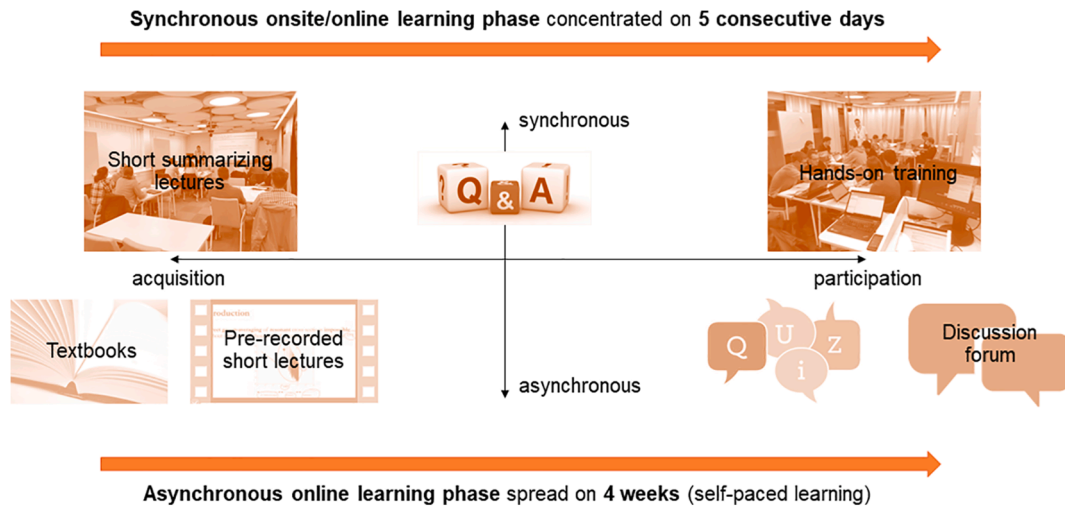 Synchronous onsite/online learning phase concentrated on 5 consecutive days
synchronous
Short summarizing
lectures
Q & A
Hands-on training
acquisition
participation
Textbooks
roduction
Pre-recorded
short lectures
Q U i Z
Discussion
forum
asynchronous
Asynchronous online learning phase spread on 4 weeks (self-paced learning)